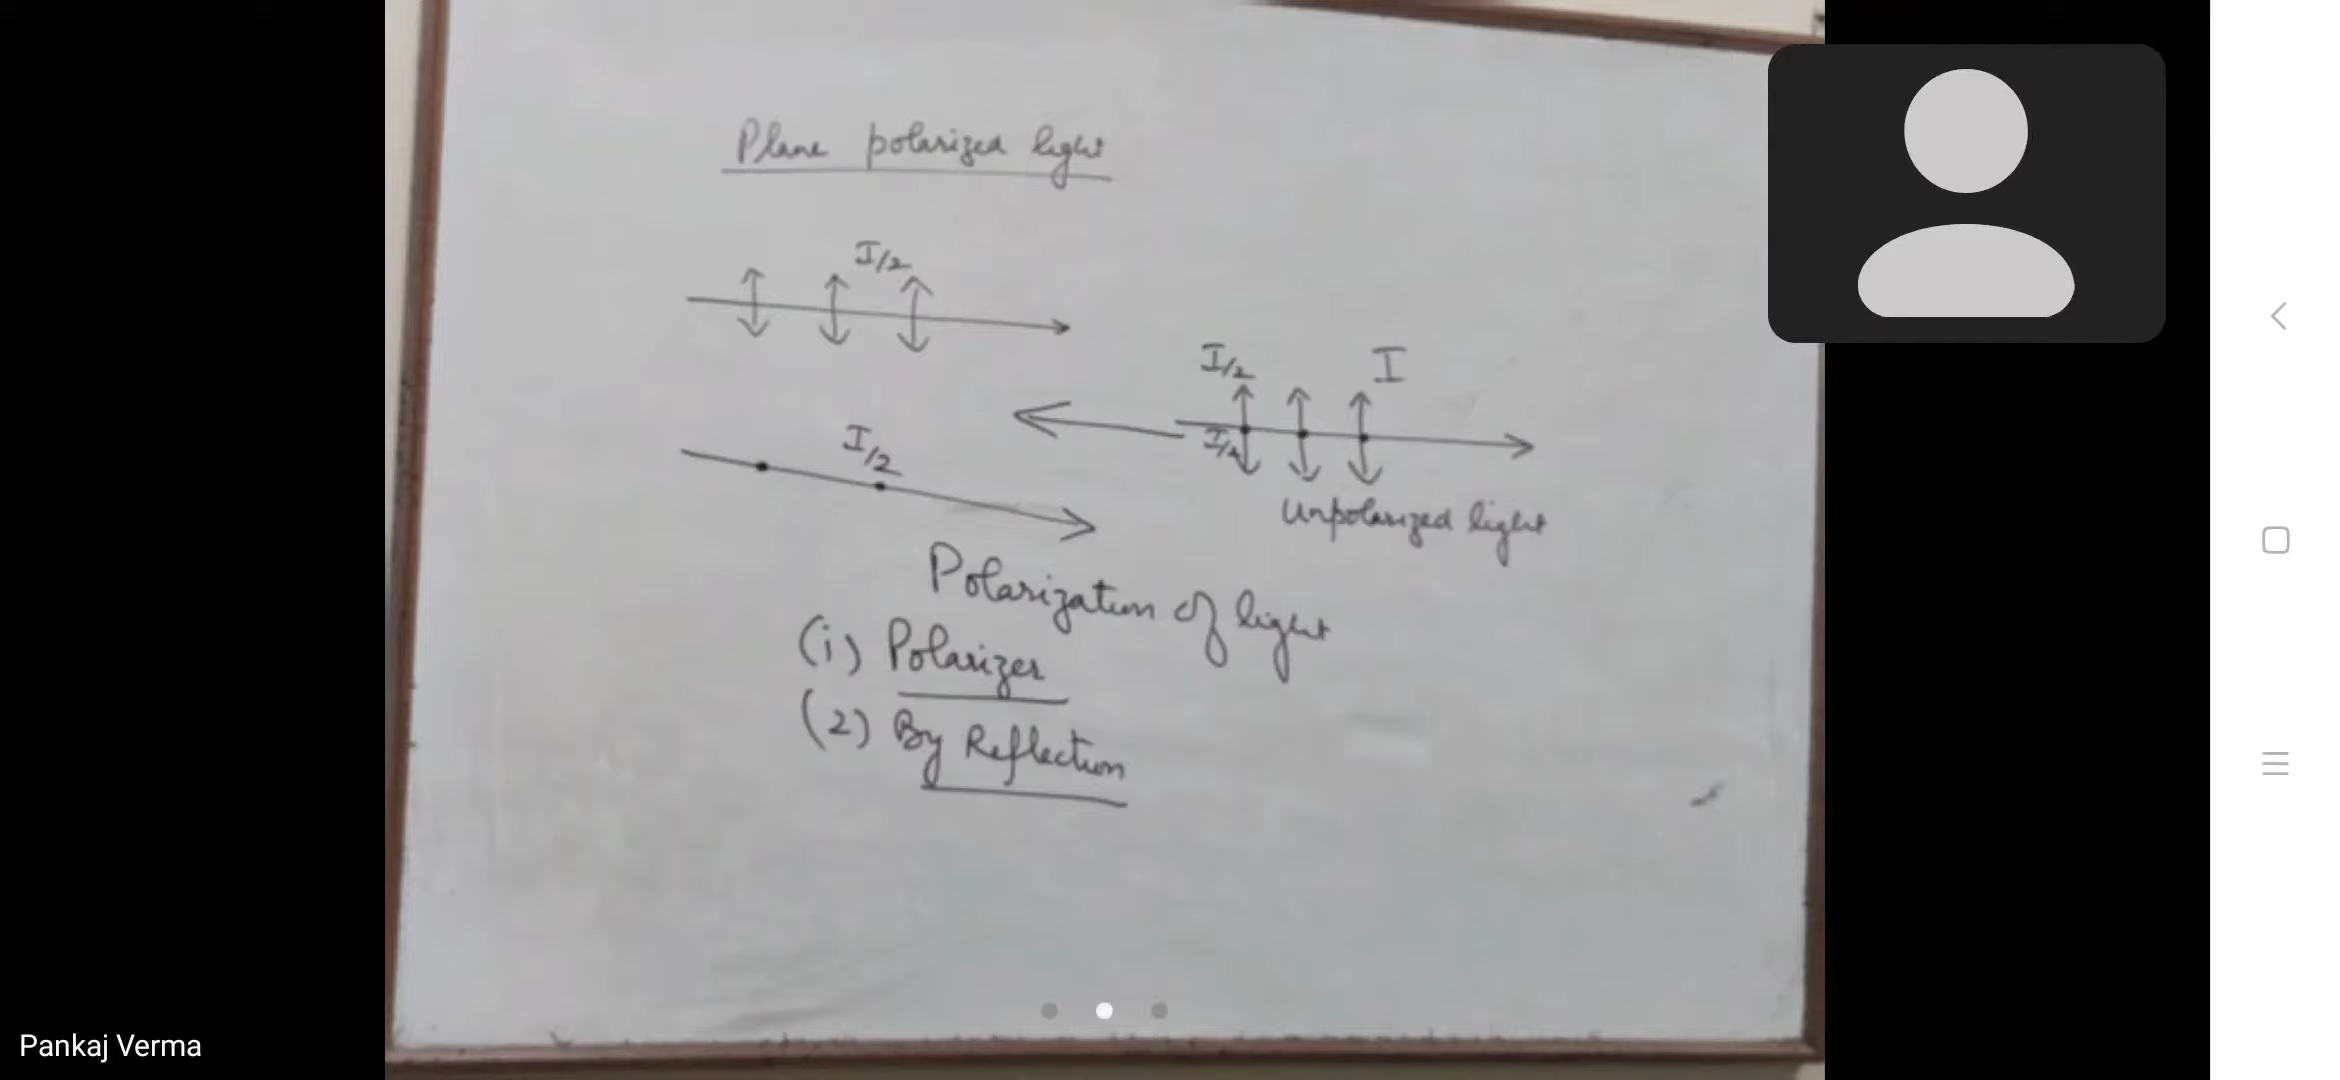 Plane polarized light
I/2
I/2 I
I/2
I/2
Unpolarized light
Polarization of light
(i) Polarizer
(2) By Reflection
Pankaj Verma